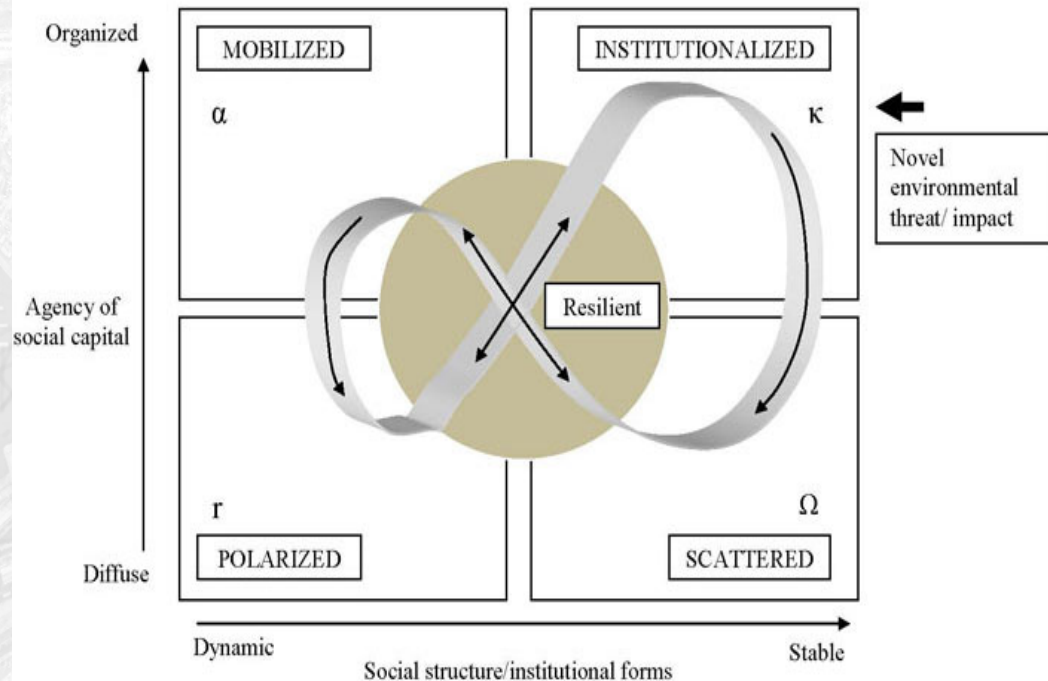 Organized
MOBILIZED
INSTITUTIONALIZED
α
κ
Novel
environmental
threat/ impact
Agency of
social capital
Resilient
r
Ω
POLARIZED
SCATTERED
Diffuse
Dynamic
Stable
Social structure/institutional forms